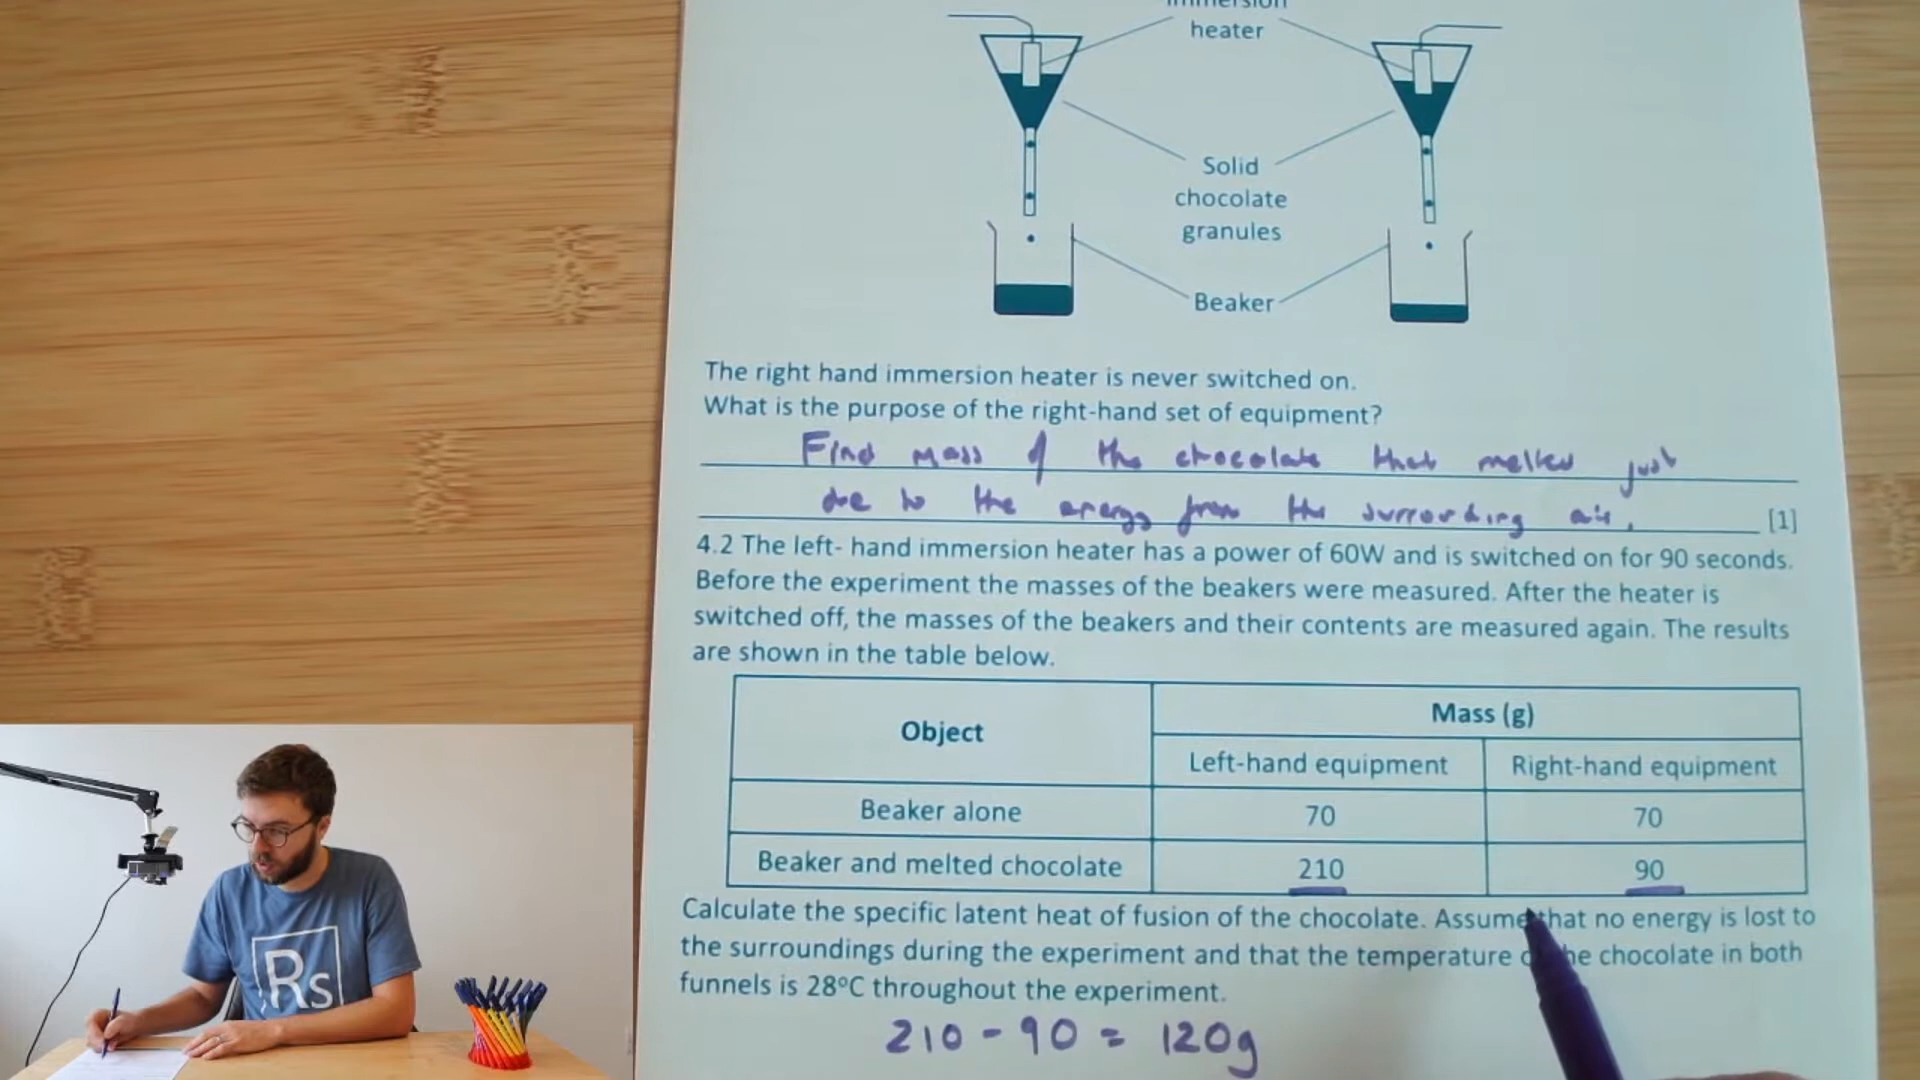 heater
Solid
chocolate
granules
Beaker
The right hand immersion heater is never switched on.
What is the purpose of the right-hand set of equipment?
Find mass of the chocolate that melted just
due to the energy from the surrounding air.
[1]
4.2 The left- hand immersion heater has a power of 60W and is switched on for 90 seconds.
Before the experiment the masses of the beakers were measured. After the heater is
switched off, the masses of the beakers and their contents are measured again. The results
are shown in the table below.
Object
Mass (g)
Left-hand equipment
Right-hand equipment
Beaker alone
70
70
Beaker and melted chocolate
210
90
Calculate the specific latent heat of fusion of the chocolate. Assume that no energy is lost to
the surroundings during the experiment and that the temperature chocolate in both
funnels is 28°C throughout the experiment.
210 - 90 = 120g
Rs